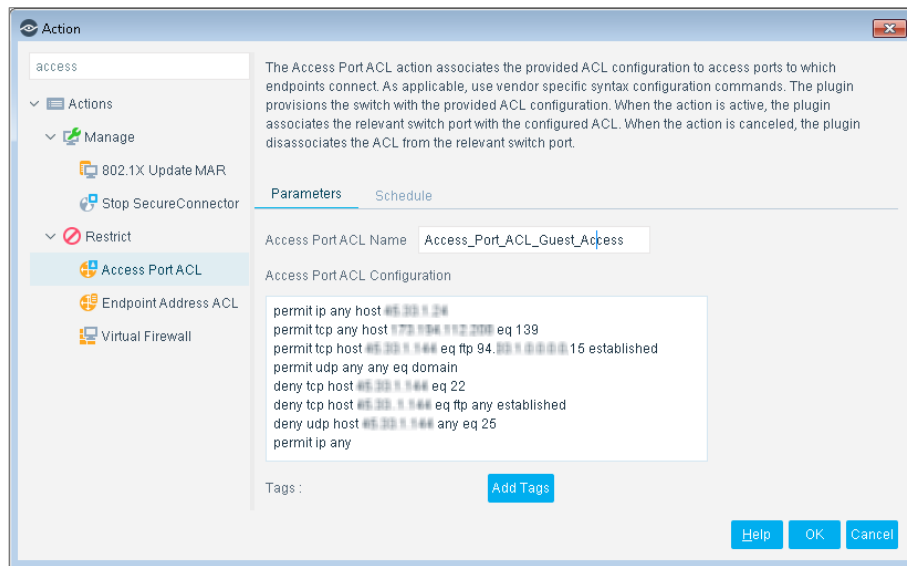 Action
access
Actions
Manage
802.1X Update MAR
Stop SecureConnector
Restrict
Access Port ACL
Endpoint Address ACL
Virtual Firewall
The Access Port ACL action associates the provided ACL configuration to access ports to which
endpoints connect. As applicable, use vendor specific syntax configuration commands. The plugin
provisions the switch with the provided ACL configuration. When the action is active, the plugin
associates the relevant switch port with the configured ACL. When the action is canceled, the plugin
disassociates the ACL from the relevant switch port.
Parameters Schedule
Access Port ACL Name Access_Port_ACL_Guest_Access
Access Port ACL Configuration
permit ip any host
permit tcp any host eq 139
permit tcp host eq ftp 94. 15 established
permit udp any any eq domain
deny tcp host eq 22
deny tcp host eq ftp any established
deny udp host any eq 25
permit ip any
Tags :
Add Tags
Help OK Cancel